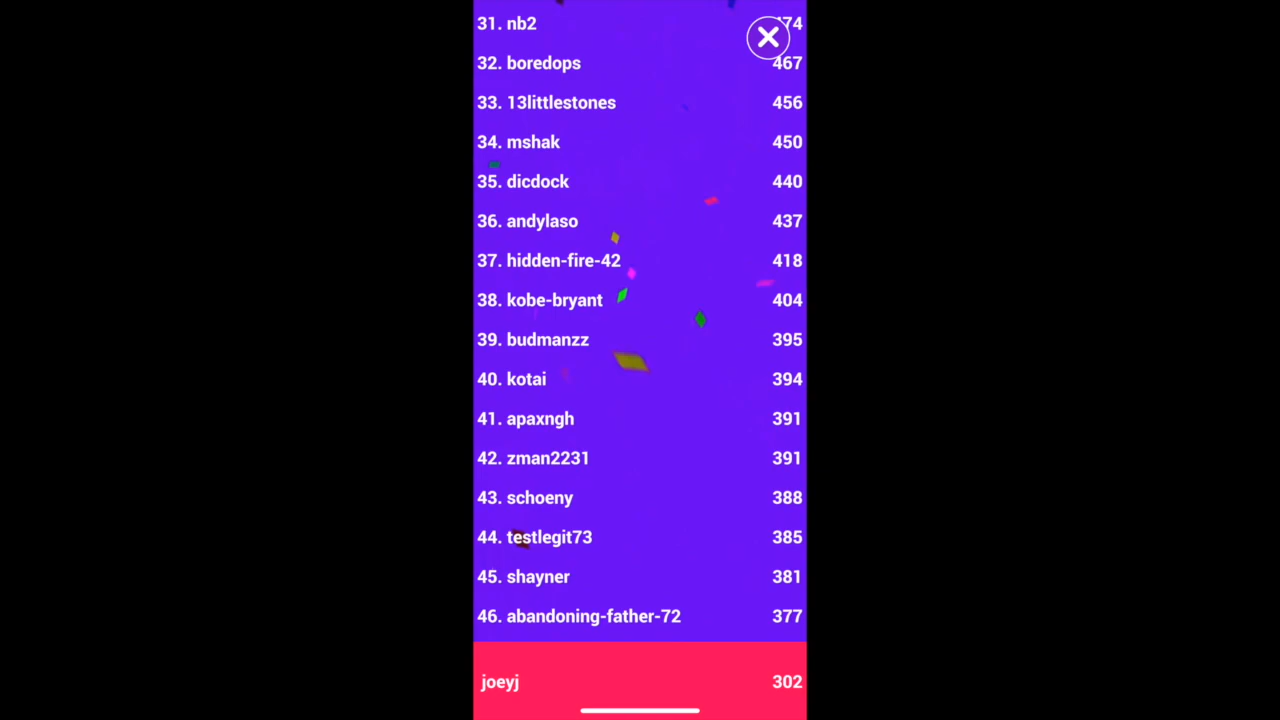 31. nb2 74
32. boredops 467
33. 13littlestones 456
34. mshak 450
35. dicdock 440
36. andylaso 437
37. hidden-fire-42 418
38. kobe-bryant 404
39. budmanzz 395
40. kotai 394
41. apaxngh 391
42. zman2231 391
43. schoeny 388
44. testlegit73 385
45. shayner 381
46. abandoning-father-72 377
joeyj 302